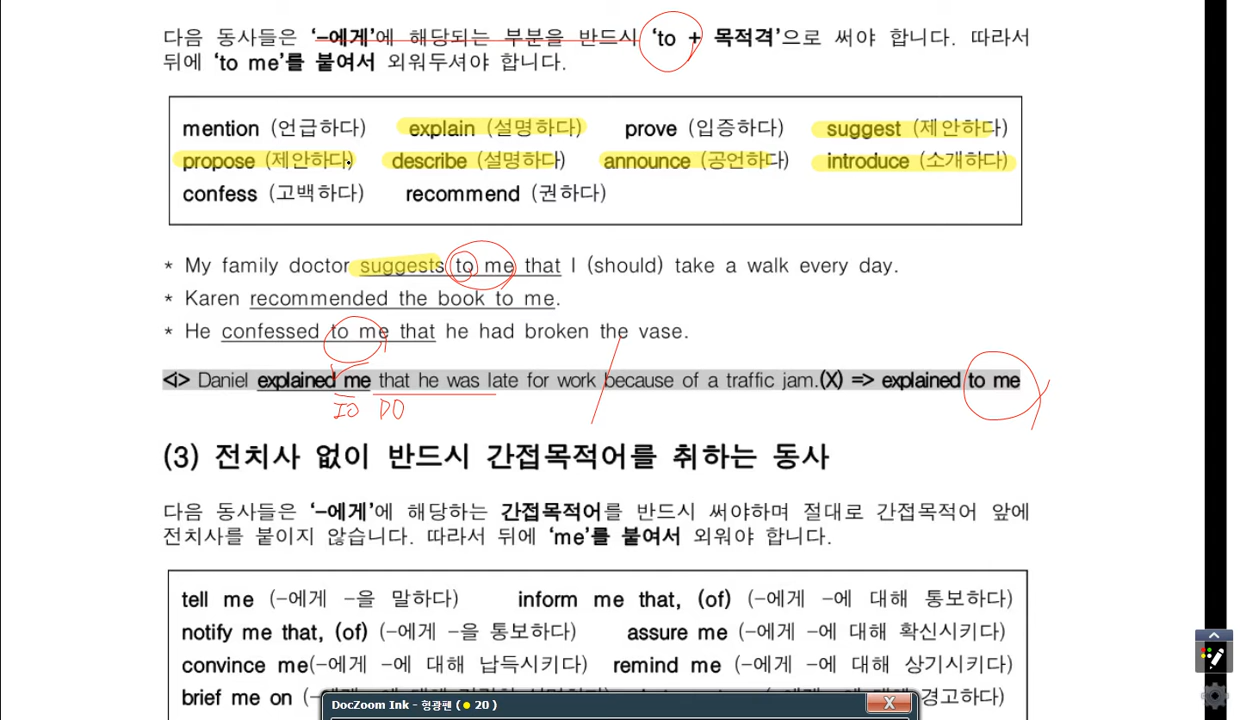 다음 동사들은 ‘-에게’에 해당되는 부분을 반드시 ‘to + 목적격’으로 써야 합니다. 따라서
뒤에 ‘to me’를 붙여서 외워두셔야 합니다.
mention (언급하다) explain (설명하다) prove (입증하다) suggest (제안하다)
propose (제안하다) describe (설명하다) announce (공언하다) introduce (소개하다)
confess (고백하다) recommend (권하다)
* My family doctor suggests to me that I (should) take a walk every day.
* Karen recommended the book to me.
* He confessed to me that he had broken the vase.
<i> Daniel explained me that he was late for work because of a traffic jam.(X) => explained to me
IO DO
(3) 전치사 없이 반드시 간접목적어를 취하는 동사
다음 동사들은 ‘-에게’에 해당하는 간접목적어를 반드시 써야하며 절대로 간접목적어 앞에
전치사를 붙이지 않습니다. 따라서 뒤에 ‘me’를 붙여서 외워야 합니다.
tell me (-에게 -을 말하다) inform me that, (of) (-에게 -에 대해 통보하다)
notify me that, (of) (-에게 -을 통보하다) assure me (-에게 -에 대해 확신시키다)
convince me(-에게 -에 대해 납득시키다) remind me (-에게 -에 대해 상기시키다)
brief me on 경고하다)
DocZoom Ink - 형광펜 ( 20 ) X